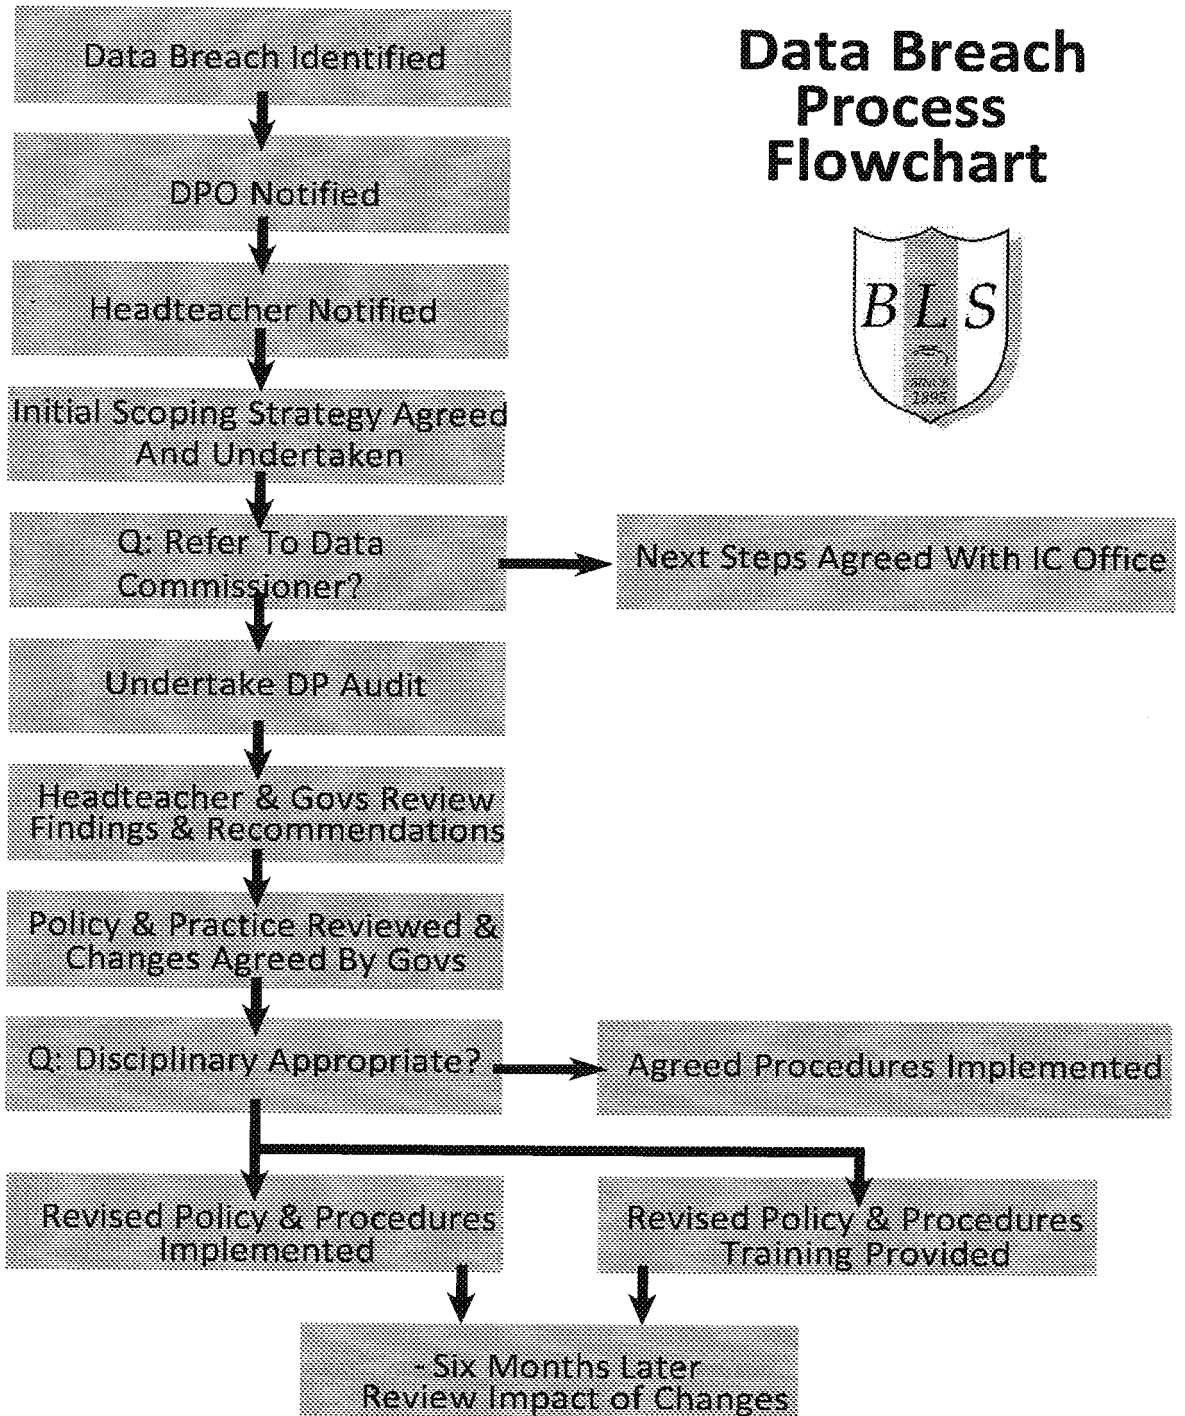 Data Breach
Process
Flowchart
B L S
SINCE
1895
Data Breach Identified
DPO Notified
Headteacher Notified
Initial Scoping Strategy Agreed
And Undertaken
Q: Refer To Data
Commissioner?
Next Steps Agreed With IC Office
Undertake DP Audit
Headteacher & Govs Review
Findings & Recommendations
Policy & Practice Reviewed &
Changes Agreed By Govs
Q: Disciplinary Appropriate?
Agreed Procedures Implemented
Revised Policy & Procedures
Implemented
Revised Policy & Procedures
Training Provided
- Six Months Later
Review Impact of Changes